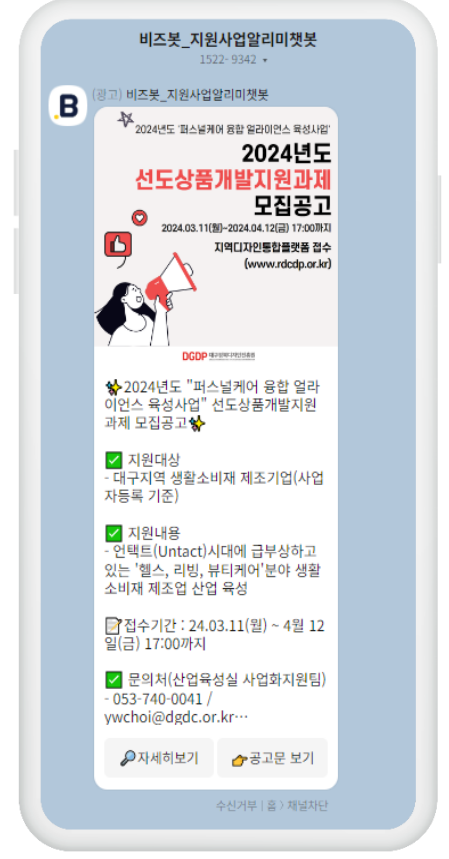 비즈봇_지원사업알리미챗봇
1522- 9342
B
(광고) 비즈봇_지원사업알리미챗봇
2024년도 '퍼스널케어 융합 얼라이언스 육성사업'
2024년도
선도상품개발지원과제
모집공고
2024.03.11(월)~2024.04.12(금) 17:00까지
지역디자인통합플랫폼 접수
(www.rdcdp.or.kr)
DGDP 대구경북디자인진흥원
✨2024년도 "퍼스널케어 융합 얼라
이언스 육성사업" 선도상품개발지원
과제 모집공고✨
✅ 지원대상
- 대구지역 생활소비재 제조기업(사업
자등록 기준)
✅ 지원내용
- 언택트(Untact)시대에 급부상하고
있는 '헬스, 리빙, 뷰티케어'분야 생활
소비재 제조업 산업 육성
📝접수기간 : 24.03.11(월) ~ 4월 12
일(금) 17:00까지
✅ 문의처(산업육성실 사업화지원팀)
- 053-740-0041 /
ywchoi@dgdc.or.kr…
🔎자세히보기
👉공고문 보기
수신거부 | 홈 > 채널차단